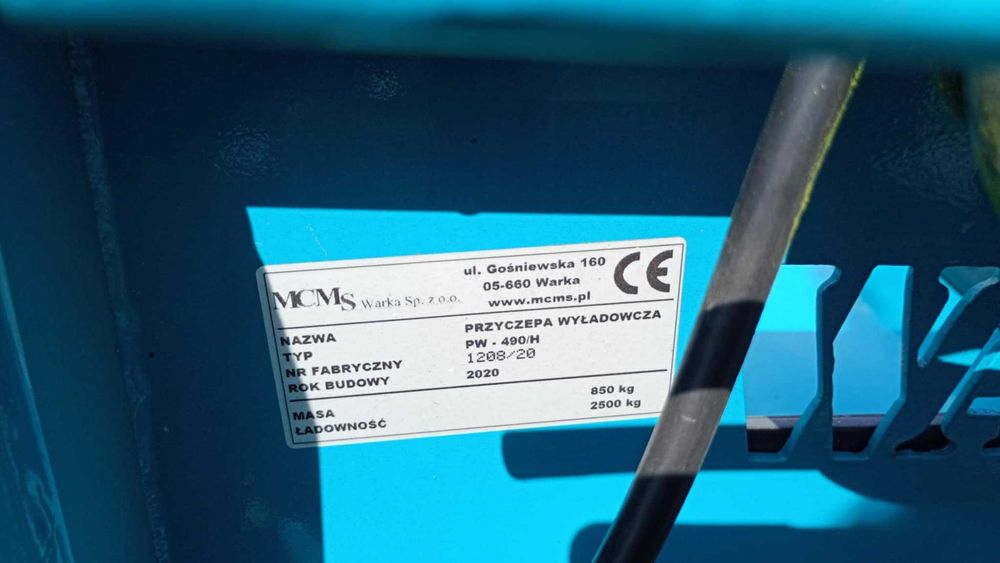 MCMS Warka Sp. z o.o.
ul. Gośniewska 160
05-660 Warka
www.mcms.pl
CE
NAZWA PRZYCZEPA WYŁADOWCZA
TYP PW - 490/H
NR FABRYCZNY 1208/20
ROK BUDOWY 2020
MASA 850 kg
ŁADOWNOŚĆ 2500 kg